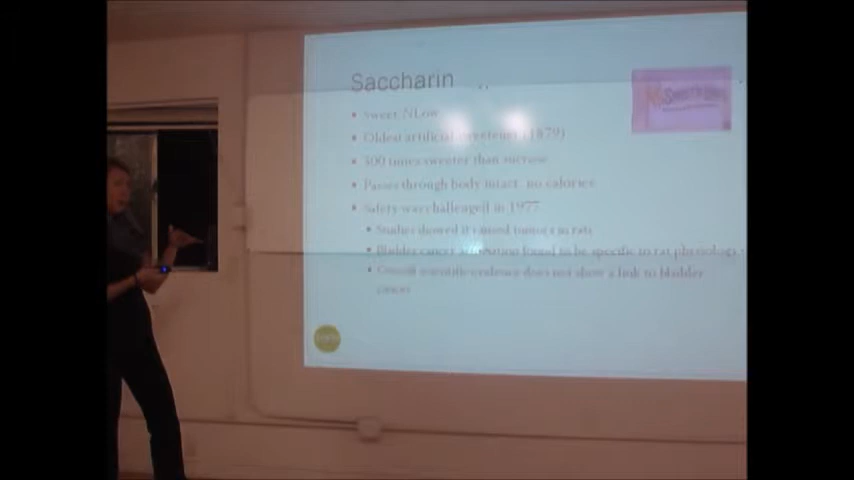 Saccharin
Sweet N Low
Oldest artificial sweetener (1879)
300 times sweeter than sucrose
Passes through body intact, no calories
Safety was challenged in 1977
Studies showed it caused tumors in rats
Bladder cancer found to be specific to rat physiology
Overall scientific evidence does not show a link to bladder
cancer